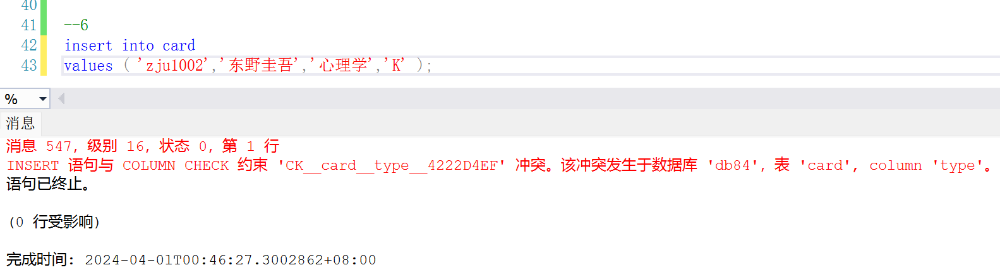 40
41 --6
42 insert into card
43 values ( 'zju1002','东野圭吾','心理学','K' );
%
消息
消息 547, 级别 16, 状态 0, 第 1 行
INSERT 语句与 COLUMN CHECK 约束 'CK__card__type__4222D4EF' 冲突。该冲突发生于数据库 'db84', 表 'card', column 'type'。
语句已终止。
(0 行受影响)
完成时间: 2024-04-01T00:46:27.3002862+08:00